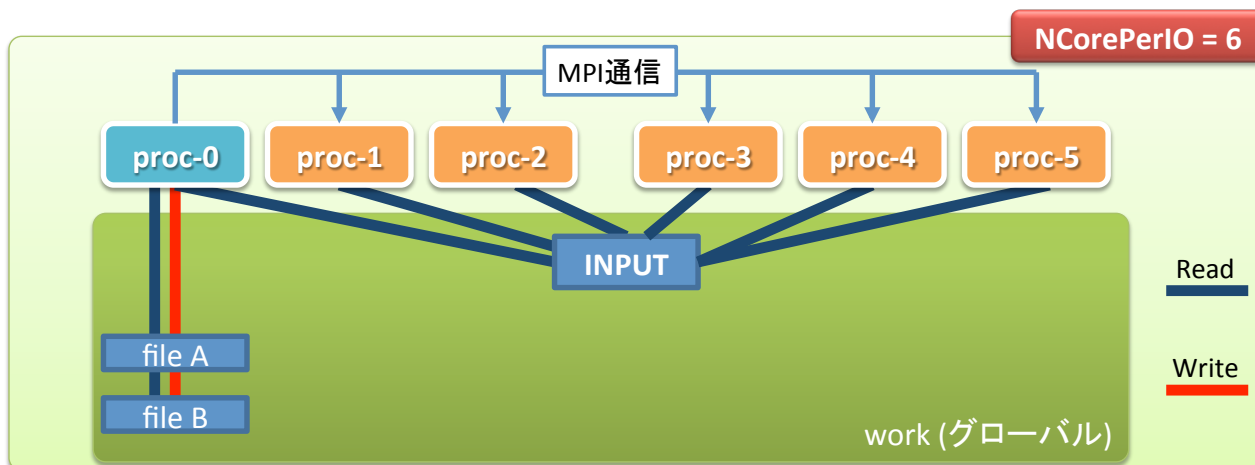 NCorePerIO = 6
MPI通信
proc-0
proc-1
proc-2
proc-3
proc-4
proc-5
INPUT
Read
file A
Write
file B
work (グローバル)